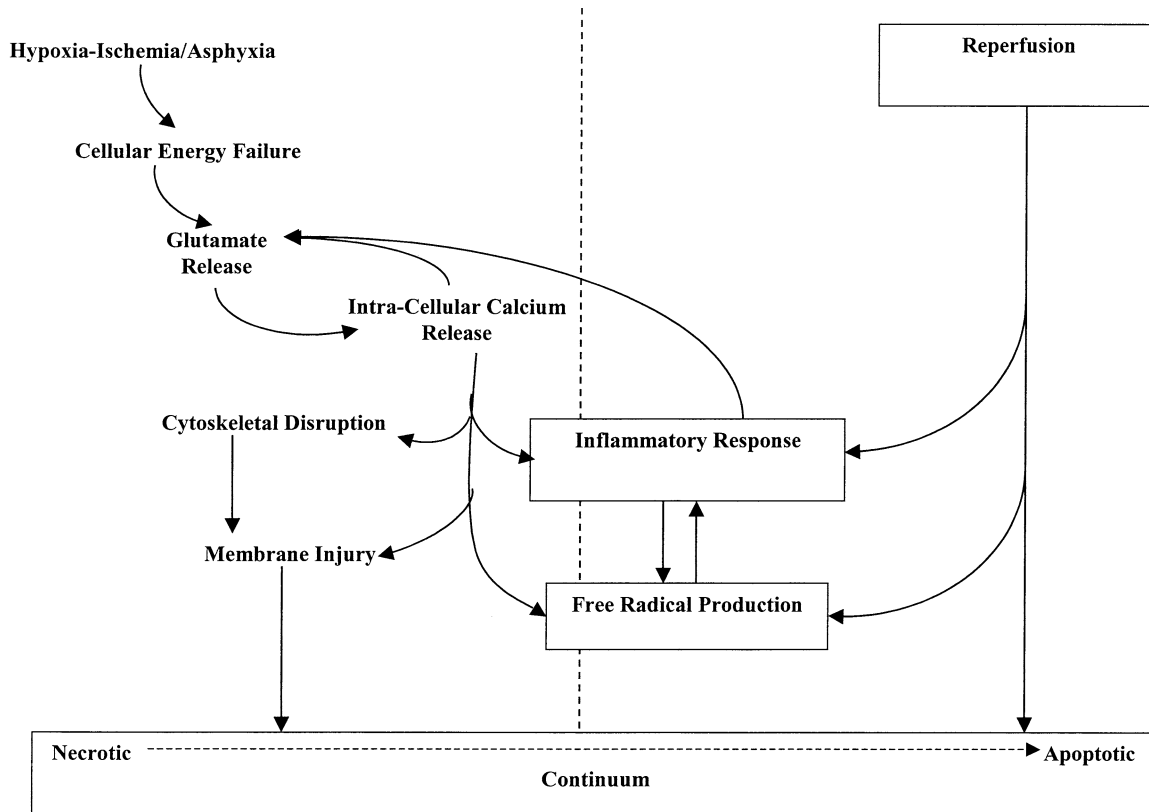 Hypoxia-Ischemia/Asphyxia
Reperfusion
Cellular Energy Failure
Glutamate
Release
Intra-Cellular Calcium
Release
Cytoskeletal Disruption
Inflammatory Response
Membrane Injury
Free Radical Production
Necrotic
Apoptotic
Continuum